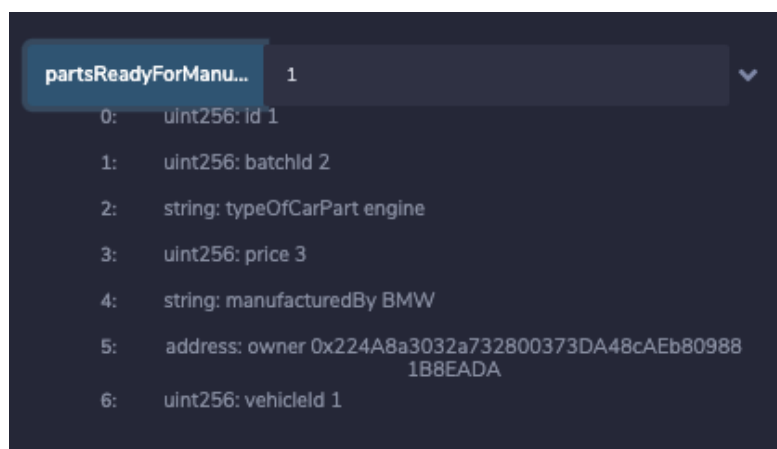 partsReadyForManu... 1
0: uint256: id 1
1: uint256: batchId 2
2: string: typeOfCarPart engine
3: uint256: price 3
4: string: manufacturedBy BMW
5: address: owner 0x224A8a3032a732800373DA48cAEb80988
1B8EADA
6: uint256: vehicleId 1